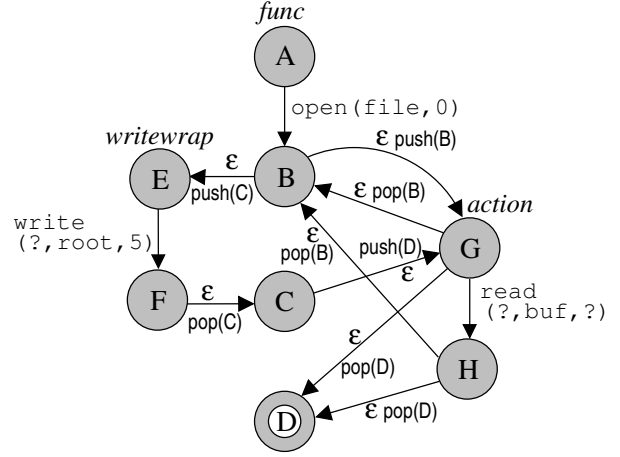 func
A
open(file,0)
writewrap
ε
ε push(B)
E
B
push(C)
ε pop(B)
action
write
(?,root,5)
ε
pop(B)
push(D)
ε
G
F
ε
pop(C)
C
read
(?,buf,?)
ε
pop(D)
H
ε pop(D)
D